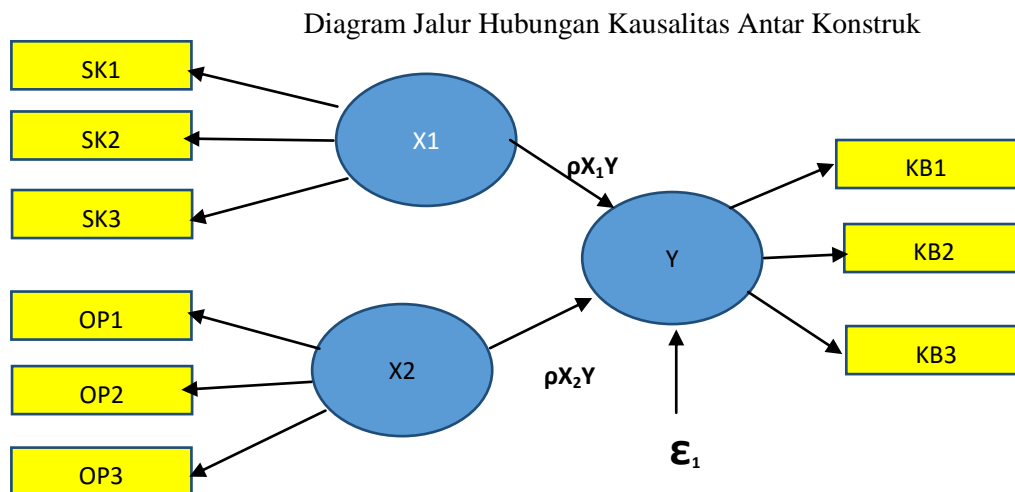 Diagram Jalur Hubungan Kausalitas Antar Konstruk
SK1
SK2
SK3
X1
ρX₁Y
KB1
KB2
KB3
Y
OP1
OP2
OP3
X2
ρX₂Y
ε₁